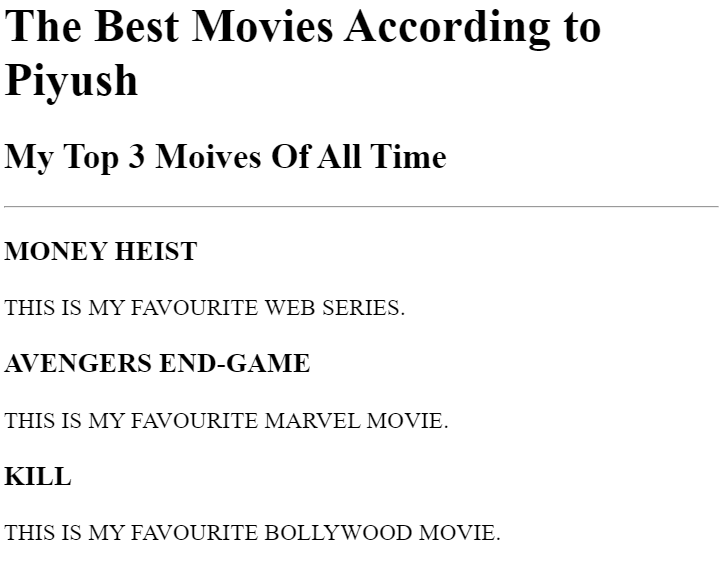 The Best Movies According to
Piyush
My Top 3 Moives Of All Time
MONEY HEIST
THIS IS MY FAVOURITE WEB SERIES.
AVENGERS END-GAME
THIS IS MY FAVOURITE MARVEL MOVIE.
KILL
THIS IS MY FAVOURITE BOLLYWOOD MOVIE.